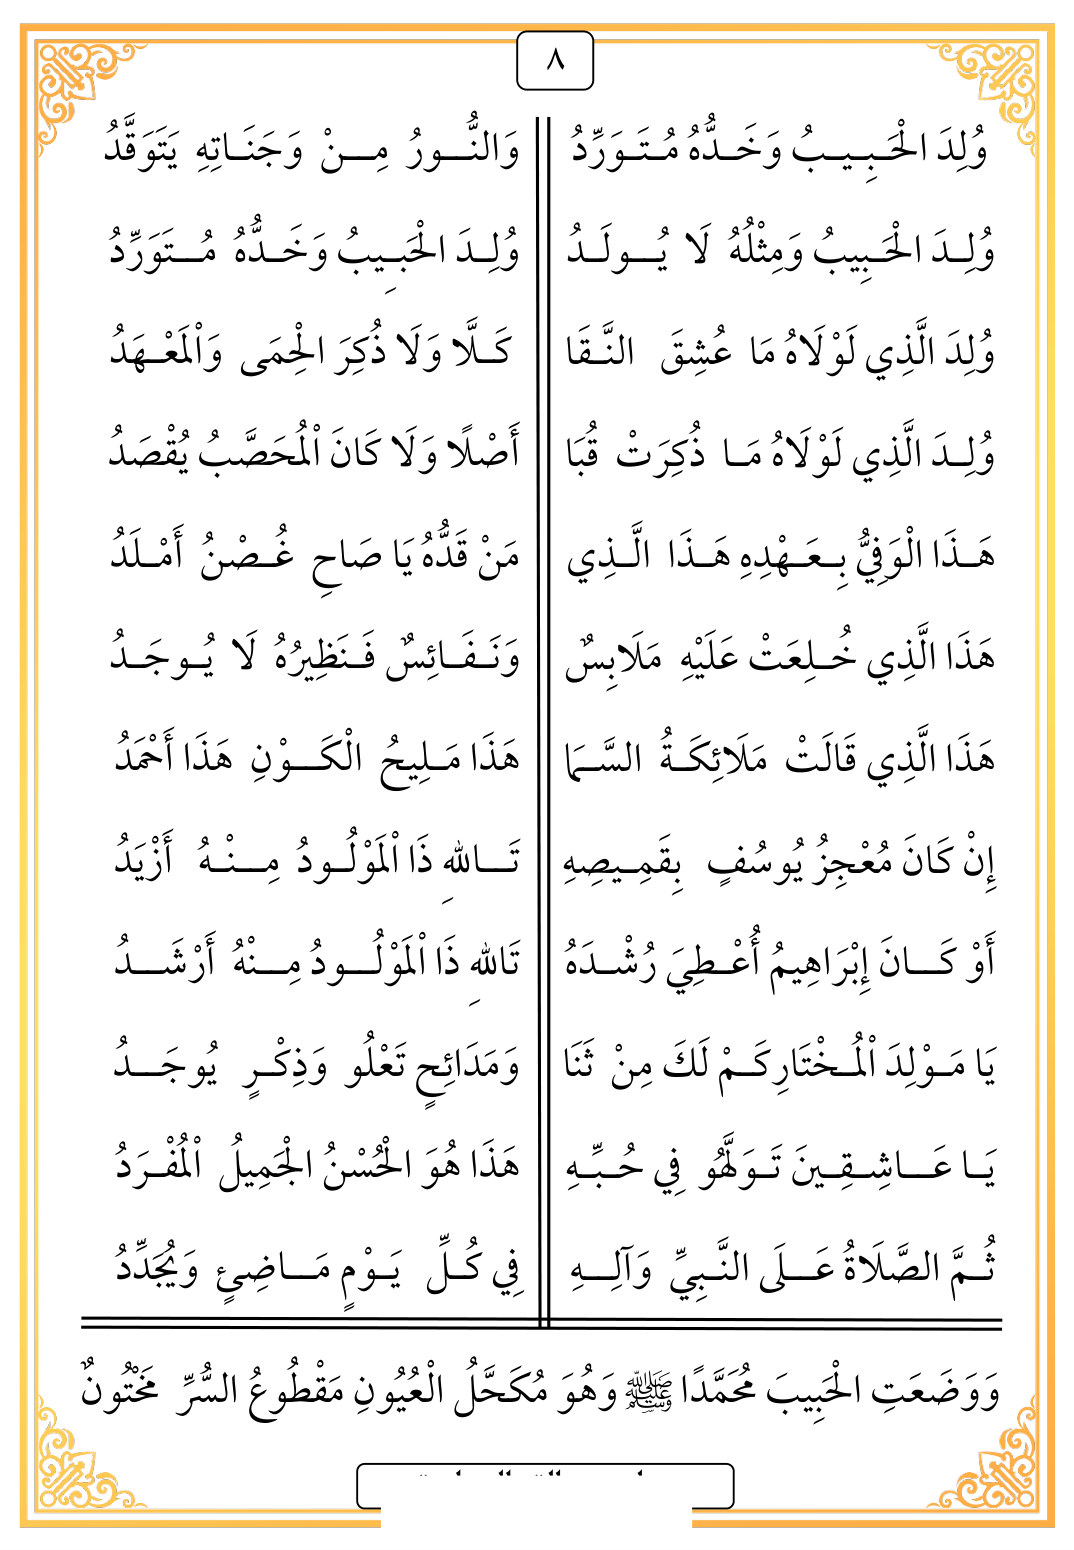 ٨
وُلِدَ الْحَبِيبُ وَخَدُّهُ مُتَوَرِّدُ وَالنُّورُ مِنْ وَجَنَاتِهِ يَتَوَقَّدُ
وُلِدَ الْحَبِيبُ وَمِثْلُهُ لَا يُولَدُ وُلِدَ الْحَبِيبُ وَخَدُّهُ مُتَوَرِّدُ
وُلِدَ الَّذِي لَوْلَاهُ مَا عُشِقَ النَّقَا كَلَّا وَلَا ذُكِرَ الْحِمَى وَالْمَعْهَدُ
وُلِدَ الَّذِي لَوْلَاهُ مَا ذُكِرَتْ قُبَا أَصْلًا وَلَا كَانَ الْمُحَصَّبُ يُقْصَدُ
هَذَا الْوَفِيُّ بِعَهْدِهِ هَذَا الَّذِي مَنْ قَدُّهُ يَا صَاحِ غُصْنُ أَمْلَدُ
هَذَا الَّذِي خُلِعَتْ عَلَيْهِ مَلَابِسٌ وَنَفَائِسٌ فَنَظِيرُهُ لَا يُوجَدُ
هَذَا الَّذِي قَالَتْ مَلَائِكَةُ السَّمَا هَذَا مَلِيحُ الْكَوْنِ هَذَا أَحْمَدُ
إِنْ كَانَ مُعْجِزُ يُوسُفٍ بِقَمِيصِهِ تَاللهِ ذَا الْمَوْلُودُ مِنْهُ أَزْيَدُ
أَوْ كَانَ إِبْرَاهِيمُ أُعْطِيَ رُشْدَهُ تَاللهِ ذَا الْمَوْلُودُ مِنْهُ أَرْشَدُ
يَا مَوْلِدَ الْمُخْتَارِكَمْ لَكَ مِنْ ثَنَا وَمَدَائِحٍ تَعْلُو وَذِكْرٍ يُوجَدُ
يَا عَاشِقِينَ تَوَلَّهُو فِي حُبِّهِ هَذَا هُوَ الْحُسْنُ الْجَمِيلُ الْمُفْرَدُ
ثُمَّ الصَّلَاةُ عَلَى النَّبِيِّ وَآلِهِ فِي كُلِّ يَوْمٍ مَاضِئٍ وَيُجَدِّدُ
وَوَضَعَتِ الْحَبِيبَ مُحَمَّدًا ﷺ وَهُوَ مُكَحَّلُ الْعُيُونِ مَقْطُوعُ السُّرِّ مَخْتُونٌ